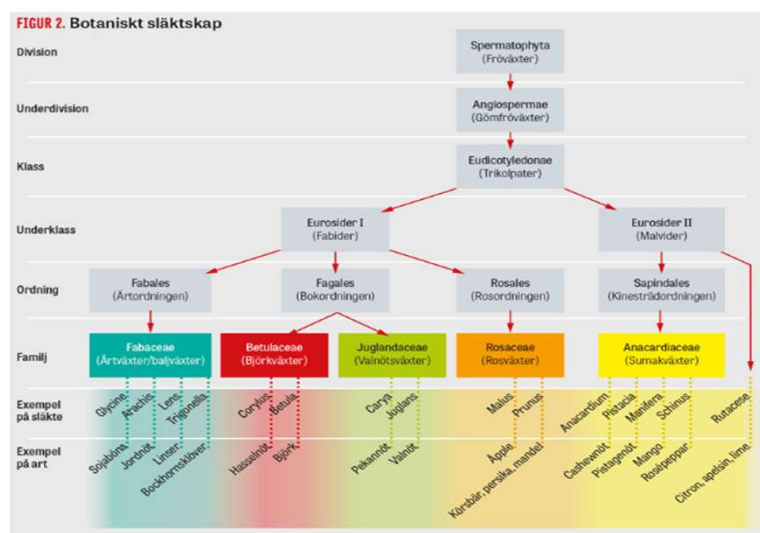 FIGUR 2. Botaniskt släktskap
Division
Spermatophyta
(Fröväxter)
Underdivision
Angiospermae
(Gömfröväxter)
Klass
Eudicotyledonae
(Trikolpater)
Underklass
Eurosider I
(Fabider)
Eurosider II
(Malvider)
Ordning
Fabales
(Ärtordningen)
Fagales
(Bokordningen)
Rosales
(Rosordningen)
Sapindales
(Kinesträdordningen)
Familj
Fabaceae
(Ärtväxter/baljväxter)
Betulaceae
(Björkväxter)
Juglandaceae
(Valnötsväxter)
Rosaceae
(Rosväxter)
Anacardiaceae
(Sumakväxter)
Exempel
på släkte
Glycine
Arachis
Lens
Trigonella
Corylus
Betula
Carya
Juglans
Malus
Prunus
Anacardium
Pistacia
Manifera
Schinus
Rutacese
Exempel
på art
Sojaböna
Jordnöt
Linser
Bockhornsklöver
Hasselnöt
Björk
Pekannöt
Valnöt
Äpple
Körsbär, persika, mandel
Cashewnöt
Pistagenöt
Mango
Rosépeppar
Citron, apelsin, lime